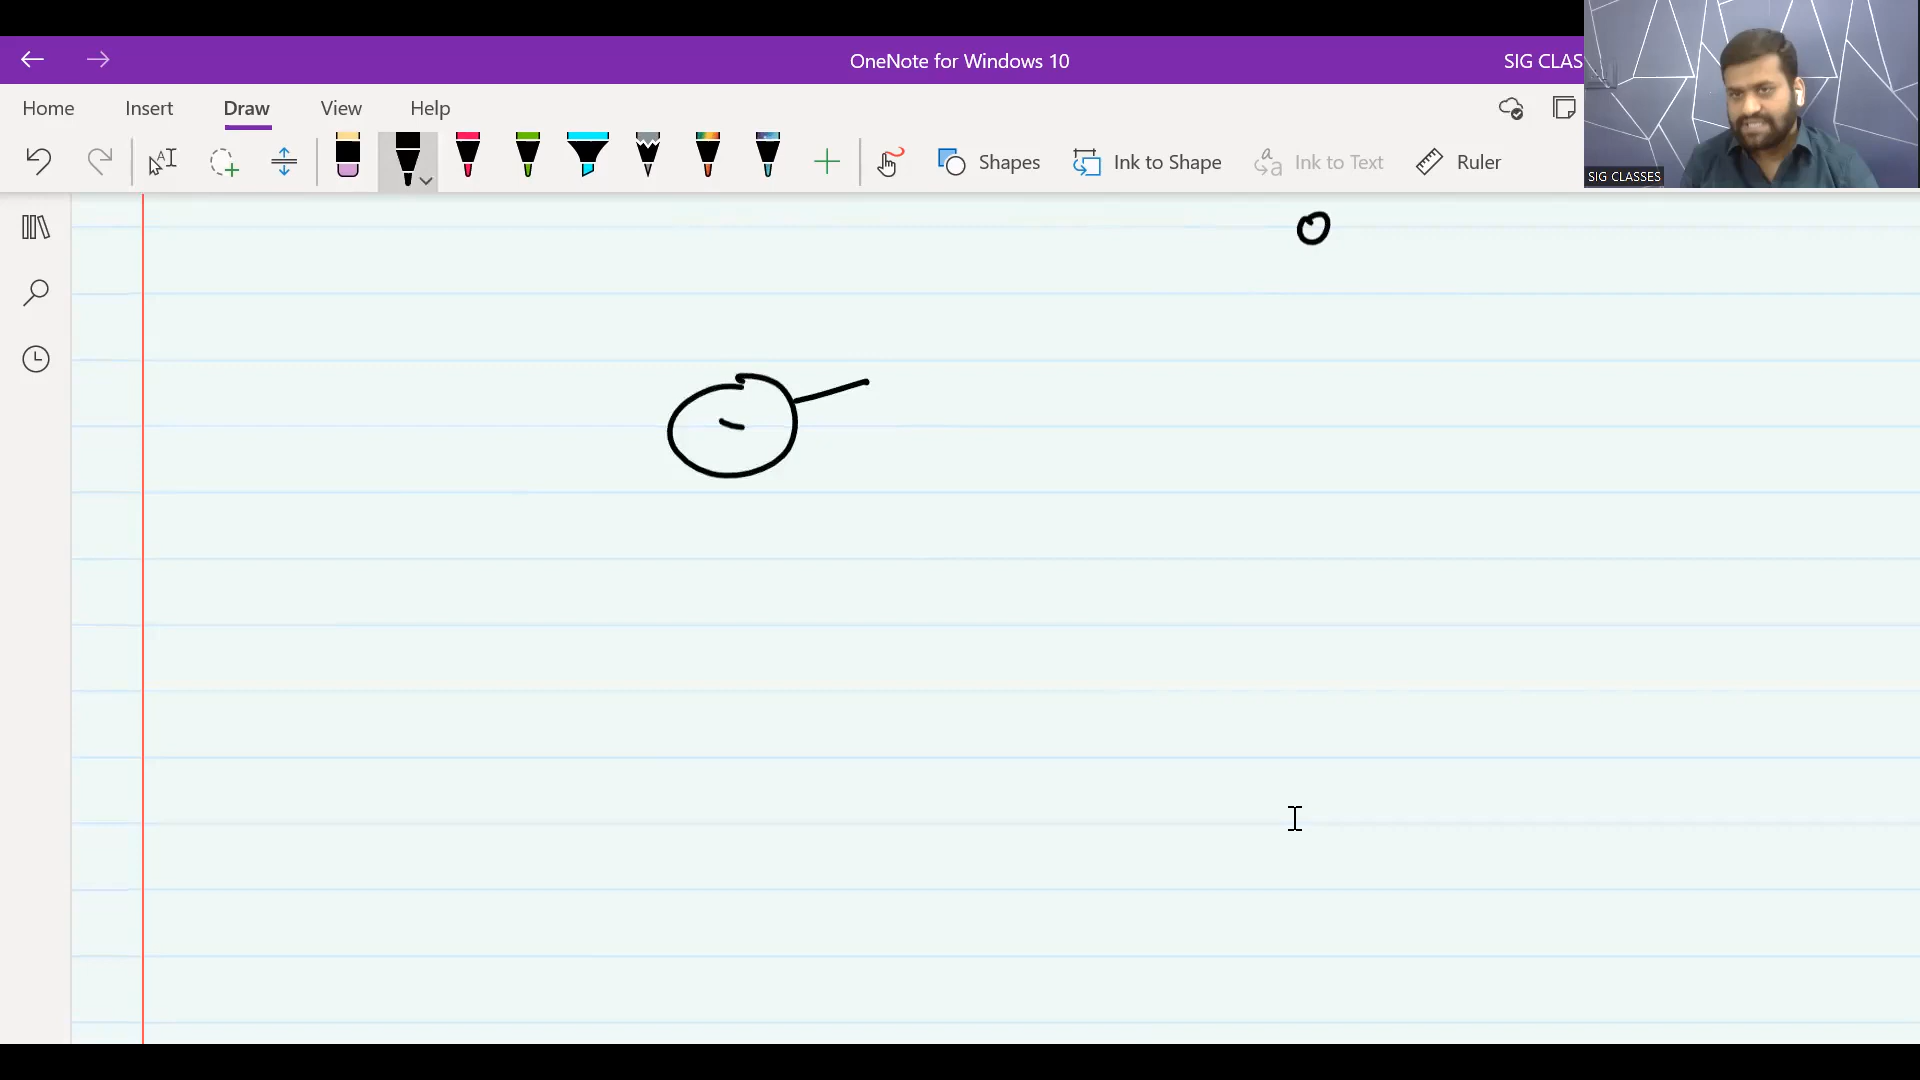 OneNote for Windows 10
SIG CLAS
Home Insert Draw View Help
Shapes Ink to Shape Ink to Text Ruler
SIG CLASSES